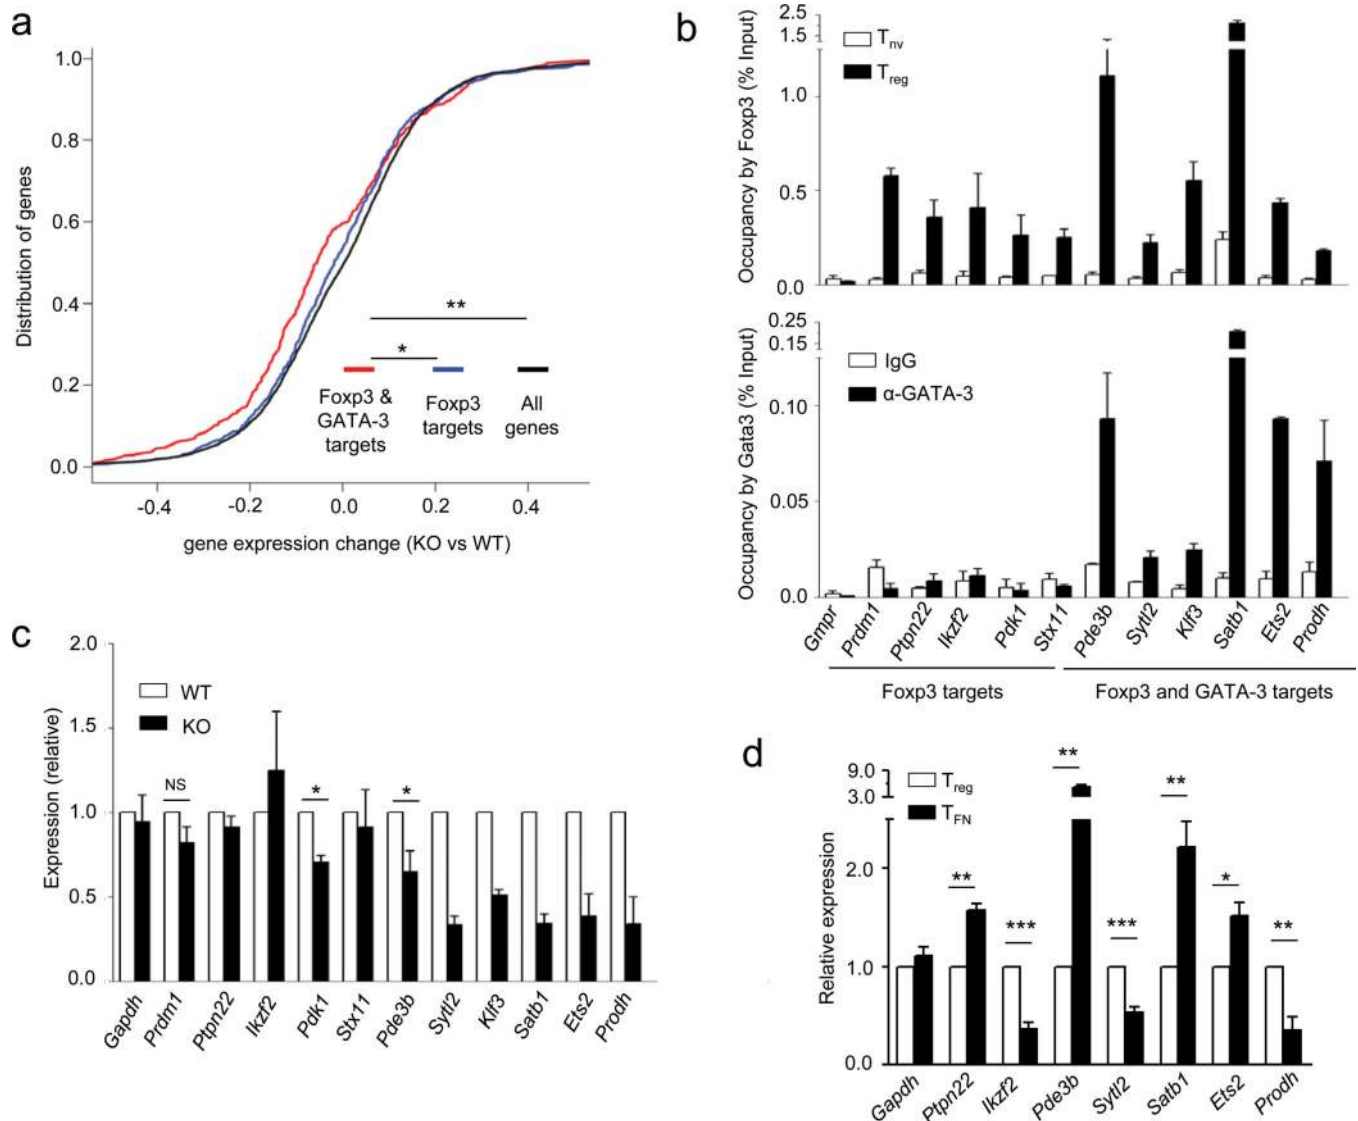 a
Distribution of genes
1.0
0.8
0.6
0.4
0.2
0.0
**
*
Foxp3 &
GATA-3
targets
Foxp3
targets
All
genes
-0.4
-0.2
0.0
0.2
0.4
gene expression change (KO vs WT)
b
Occupancy by Foxp3 (% Input)
2.5
1.5
1.0
0.5
0.0
Tnv
Treg
Occupancy by Gata3 (% Input)
0.25
0.15
0.10
0.05
0.0
IgG
α-GATA-3
Gmpr
Prdm1
Ptpn22
Ikzf2
Pdk1
Stx11
Pde3b
Sytl2
Klf3
Satb1
Ets2
Prodh
Foxp3 targets
Foxp3 and GATA-3 targets
c
Expression (relative)
2.0
1.5
1.0
0.5
0.0
WT
KO
NS
*
*
Gapdh
Prdm1
Ptpn22
Ikzf2
Pdk1
Stx11
Pde3b
Sytl2
Klf3
Satb1
Ets2
Prodh
d
Relative expression
9.0
3.0
2.0
1.0
0.0
Treg
TFN
**
***
**
***
**
*
**
Gapdh
Ptpn22
Ikzf2
Pde3b
Sytl2
Satb1
Ets2
Prodh